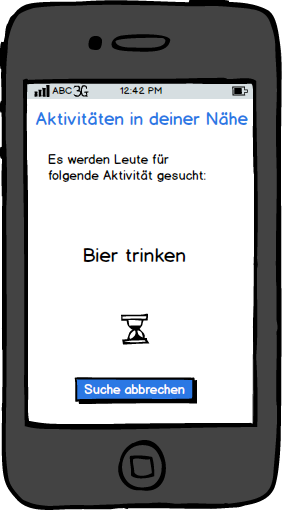 ABC 3G 12:42 PM
Aktivitäten in deiner Nähe
Es werden Leute für
folgende Aktivität gesucht:
Bier trinken
Suche abbrechen